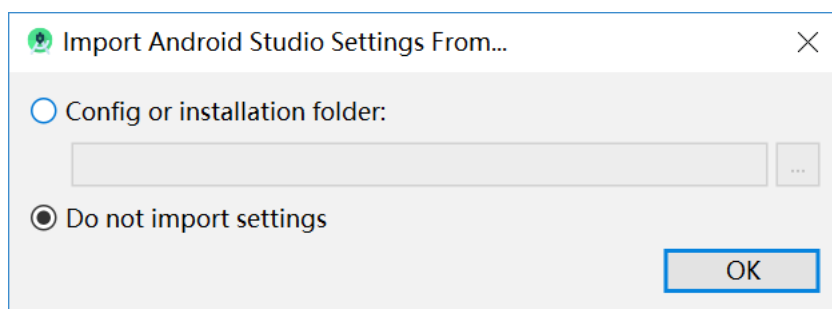 Import Android Studio Settings From...
Config or installation folder:
...
Do not import settings
OK